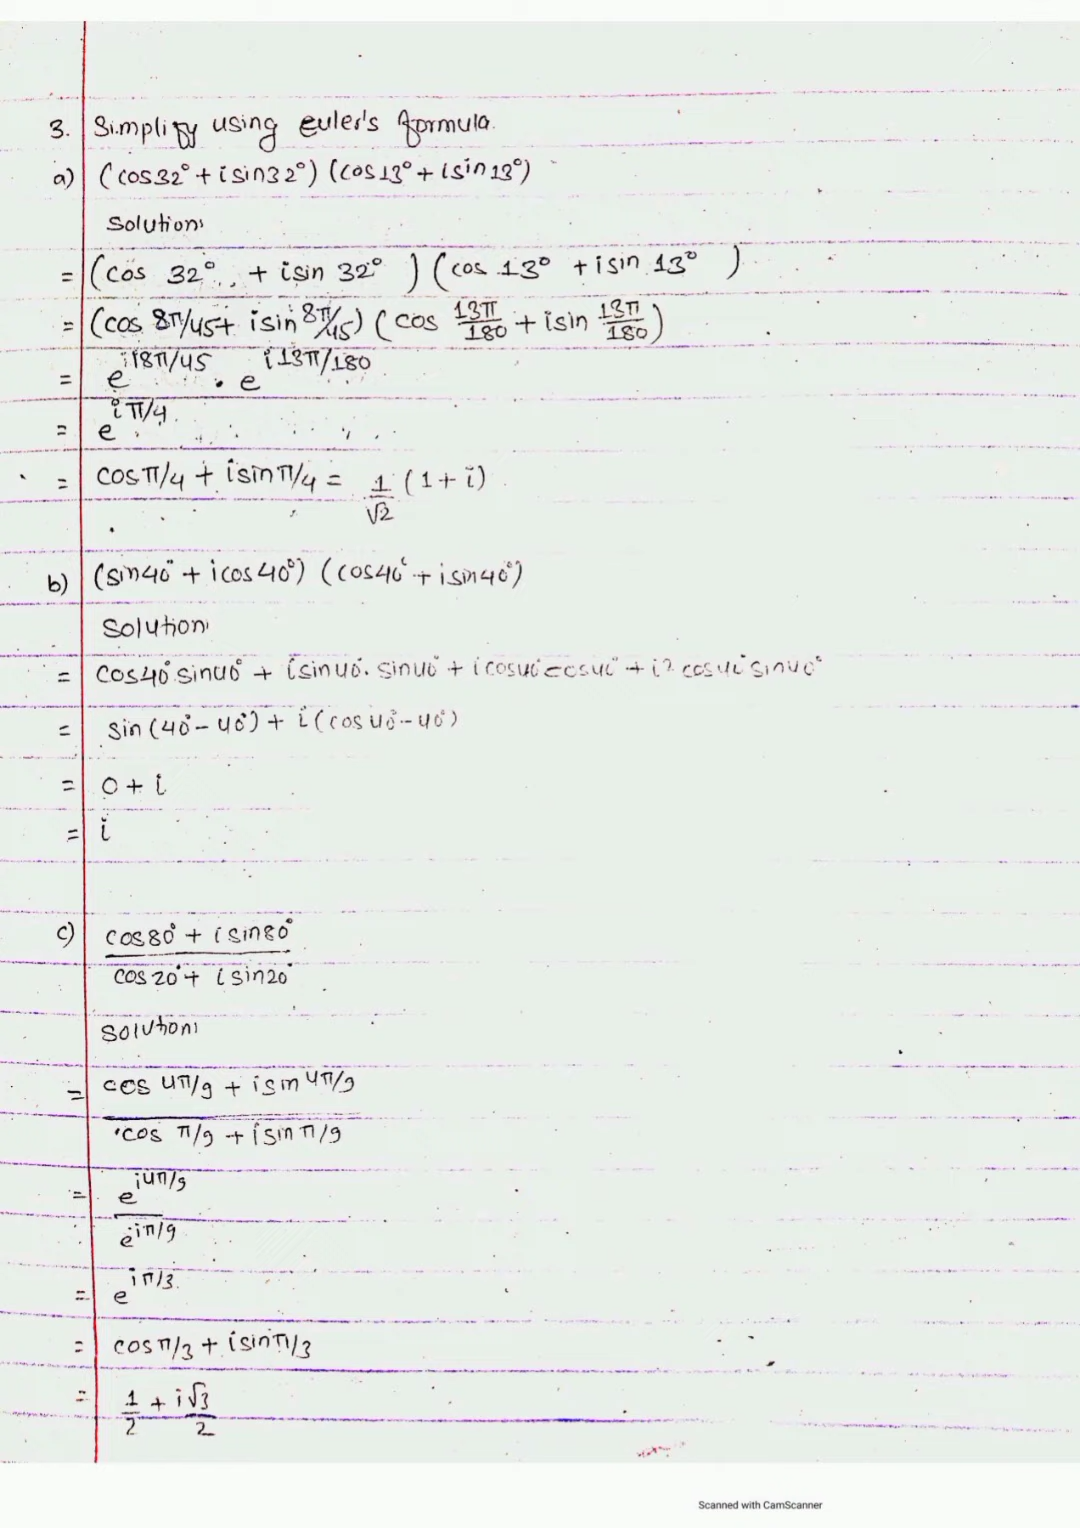 3. Simplify using euler's formula.
a) (cos32° + isin32°) (cos13° + isin13°)
Solution:
= (cos 32° + isin 32°) (cos 13° + isin 13°)
= (cos 8π/45 + isin 8π/45) (cos 13π/180 + isin 13π/180)
= e^i18π/45 . e^i13π/180
= e^iπ/4
= cosπ/4 + isinπ/4 = 1/√2 (1 + i)
b) (sin40° + icos40°) (cos40° + isin40°)
Solution:
= cos40° sin40° + isin40°. sin40° + icos40° cos40° + i² cos40° sin40°
= sin (40° - 40°) + i (cos 40° - 40°)
= 0 + i
= i
c) cos80° + isin80° / cos20° + isin20°
Solution:
= cos 4π/9 + isin 4π/9 / cos π/9 + isin π/9
= e^i4π/9 / e^iπ/9
= e^iπ/3
= cosπ/3 + isinπ/3
= 1/2 + i√3/2
Scanned with CamScanner